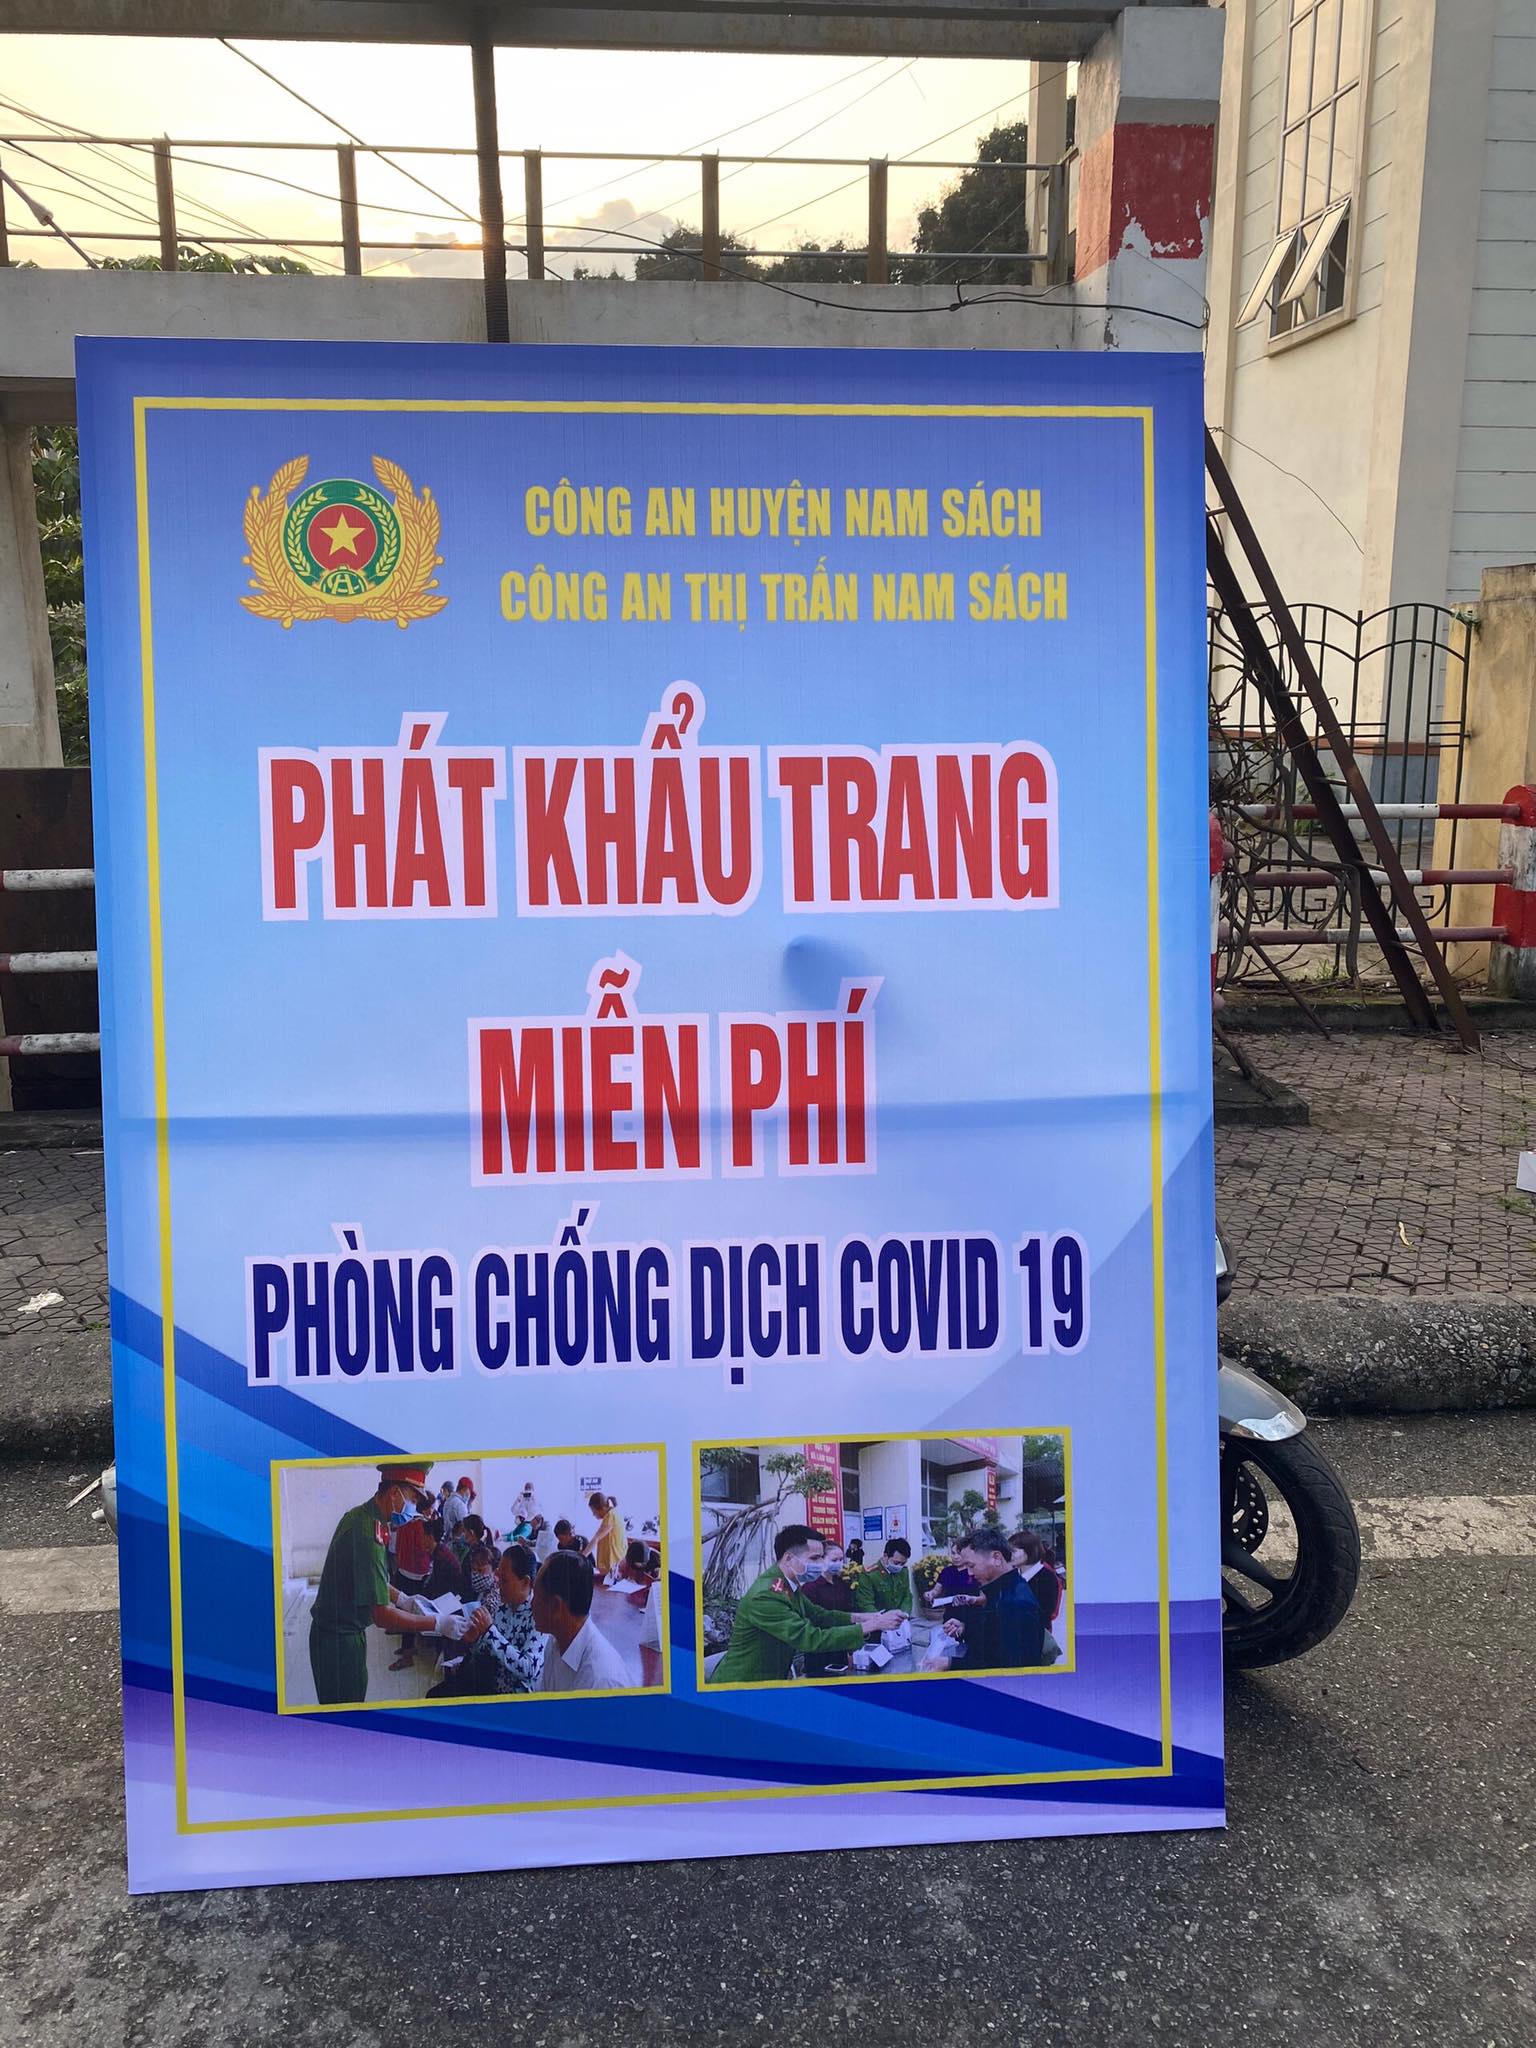 CÔNG AN HUYỆN NAM SÁCH
CÔNG AN THỊ TRẤN NAM SÁCH
PHÁT KHẨU TRANG
MIỄN PHÍ
PHÒNG CHỐNG DỊCH COVID 19